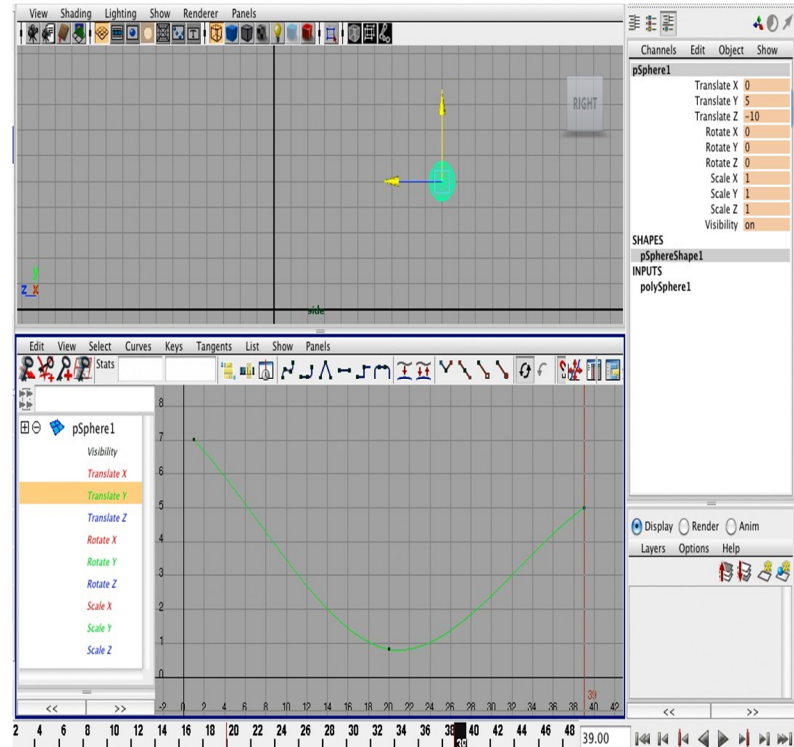 View Shading Lighting Show Renderer Panels
RIGHT
y
z x
side
Channels Edit Object Show
pSphere1
Translate X 0
Translate Y 5
Translate Z -10
Rotate X 0
Rotate Y 0
Rotate Z 0
Scale X 1
Scale Y 1
Scale Z 1
Visibility on
SHAPES
pSphereShape1
INPUTS
polySphere1
Edit View Select Curves Keys Tangents List Show Panels
Stats
pSphere1
Visibility
Translate X
Translate Y
Translate Z
Rotate X
Rotate Y
Rotate Z
Scale X
Scale Y
Scale Z
<< >>
8
7
6
5
4
3
2
1
0
39
-2 0 2 4 6 8 10 12 14 16 18 20 22 24 26 28 30 32 34 36 38 40 42
Display Render Anim
Layers Options Help
<< >>
2 4 6 8 10 12 14 16 18 20 22 24 26 28 30 32 34 36 38 40 42 44 46 48
39
39.00